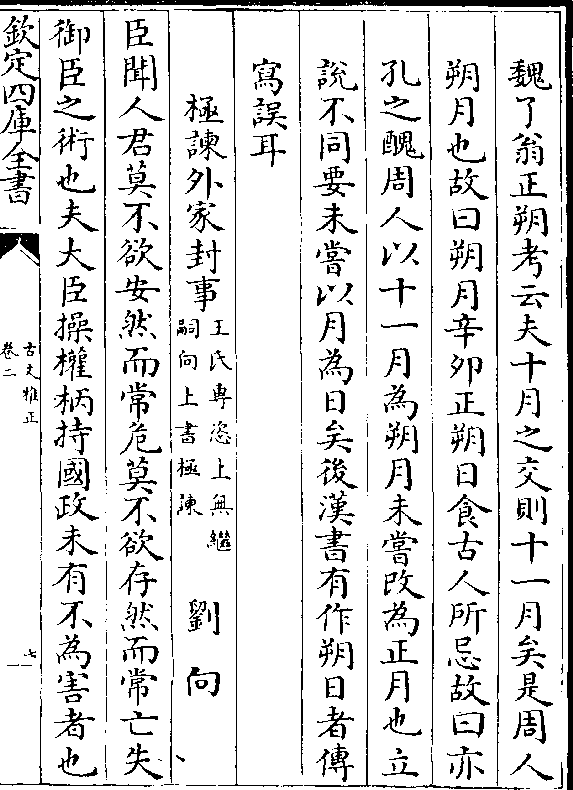 魏了翁正朔考云夫十月之交則十一月矣是周人
朔月也故曰朔月辛卯正朔日食古人所忌故曰亦
孔之醜周人以十一月為朔月未嘗改為正月也立
說不同要未嘗以月為日矣後漢書有作朔日者傳
寫誤耳
極諫外家封事王氏專恣上無繼嗣向上書極諫 劉向
臣聞人君莫不欲安然而常危莫不欲存然而常亡失
御臣之術也夫大臣操權柄持國政未有不為害者也
欽定四庫全書
古文雅正
卷二
七